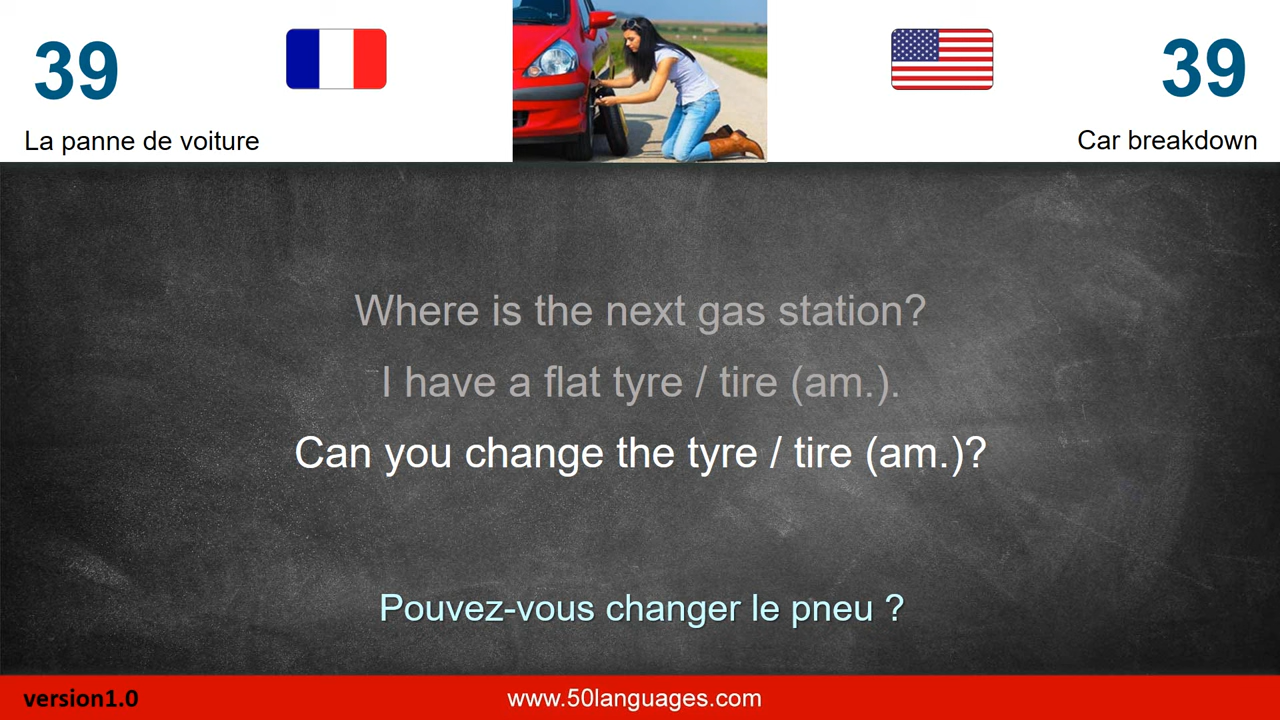 39
39
La panne de voiture
Car breakdown
Where is the next gas station?
I have a flat tyre / tire (am.).
Can you change the tyre / tire (am.)?
Pouvez-vous changer le pneu ?
version1.0
www.50languages.com